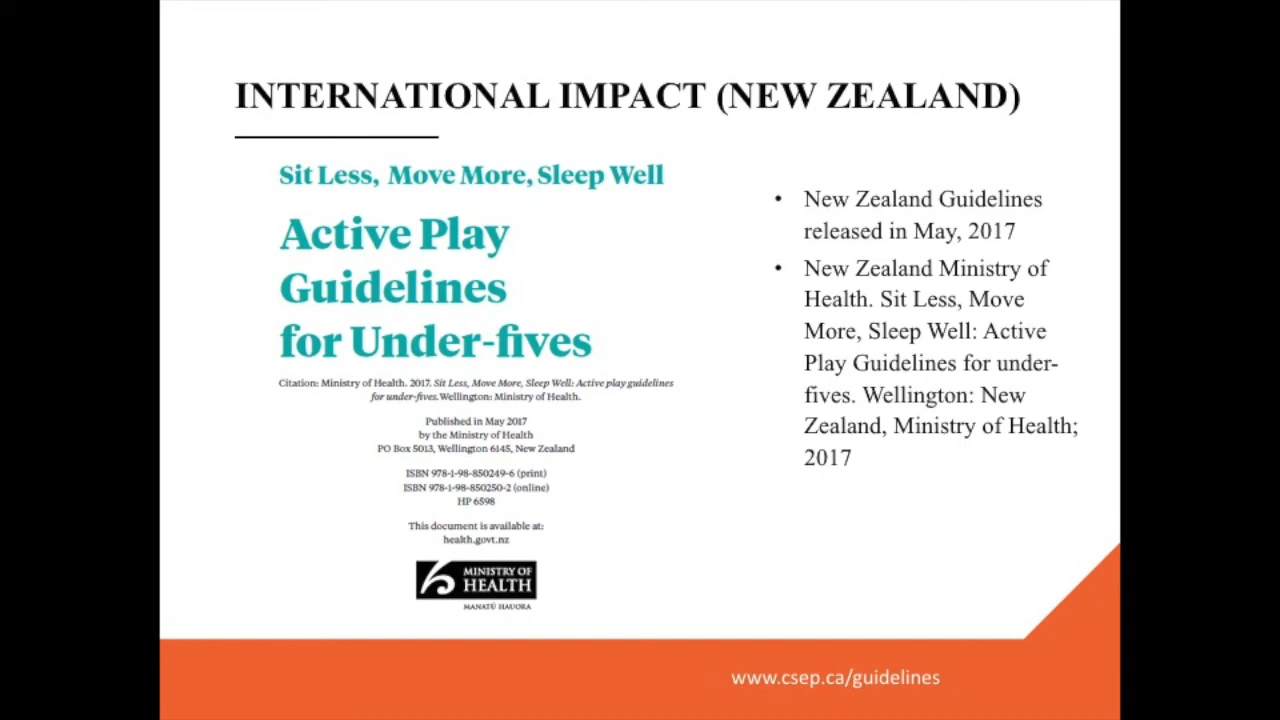 INTERNATIONAL IMPACT (NEW ZEALAND)
Sit Less, Move More, Sleep Well
Active Play
Guidelines
for Under-fives
Citation: Ministry of Health. 2017. Sit Less, Move More, Sleep Well: Active play guidelines
for under-fives. Wellington: Ministry of Health.
Published in May 2017
by the Ministry of Health
PO Box 5013, Wellington 6145, New Zealand
ISBN 978-1-98-850249-6 (print)
ISBN 978-1-98-850250-2 (online)
HP 6598
This document is available at:
health.govt.nz
MINISTRY OF
HEALTH
MANATŪ HAUORA
• New Zealand Guidelines
released in May, 2017
• New Zealand Ministry of
Health. Sit Less, Move
More, Sleep Well: Active
Play Guidelines for under-
fives. Wellington: New
Zealand, Ministry of Health;
2017
www.csep.ca/guidelines